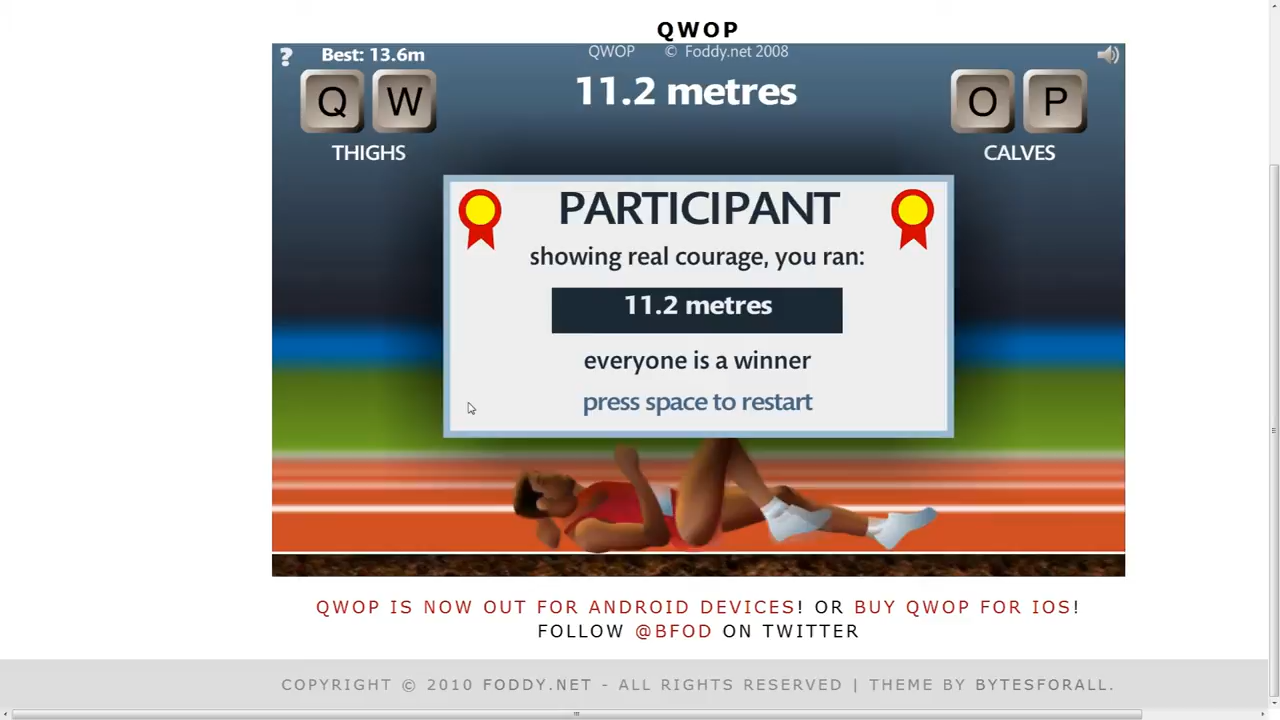 QWOP
? Best: 13.6m QWOP © Foddy.net 2008
11.2 metres
Q W O P
THIGHS CALVES
PARTICIPANT
showing real courage, you ran:
11.2 metres
everyone is a winner
press space to restart
QWOP IS NOW OUT FOR ANDROID DEVICES! OR BUY QWOP FOR IOS!
FOLLOW @BFOD ON TWITTER
COPYRIGHT © 2010 FODDY.NET - ALL RIGHTS RESERVED | THEME BY BYTESFORALL.